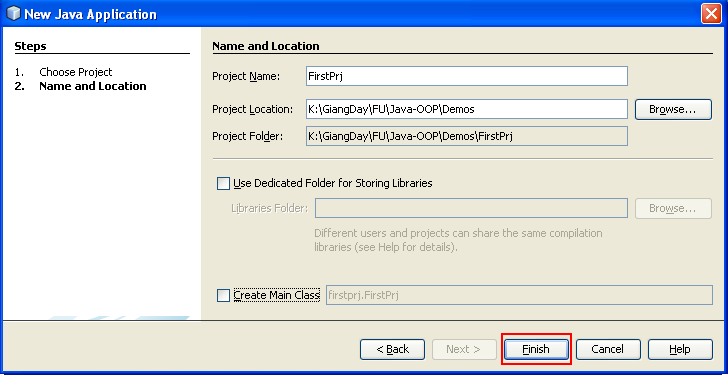 New Java Application
Steps
1. Choose Project
2. Name and Location
Name and Location
Project Name: FirstPrj
Project Location: K:\GiangDay\FU\Java-OOP\Demos Browse...
Project Folder: K:\GiangDay\FU\Java-OOP\Demos\FirstPrj
Use Dedicated Folder for Storing Libraries
Libraries Folder: Browse...
Different users and projects can share the same compilation
libraries (see Help for details).
Create Main Class firstprj.FirstPrj
< Back Next > Finish Cancel Help